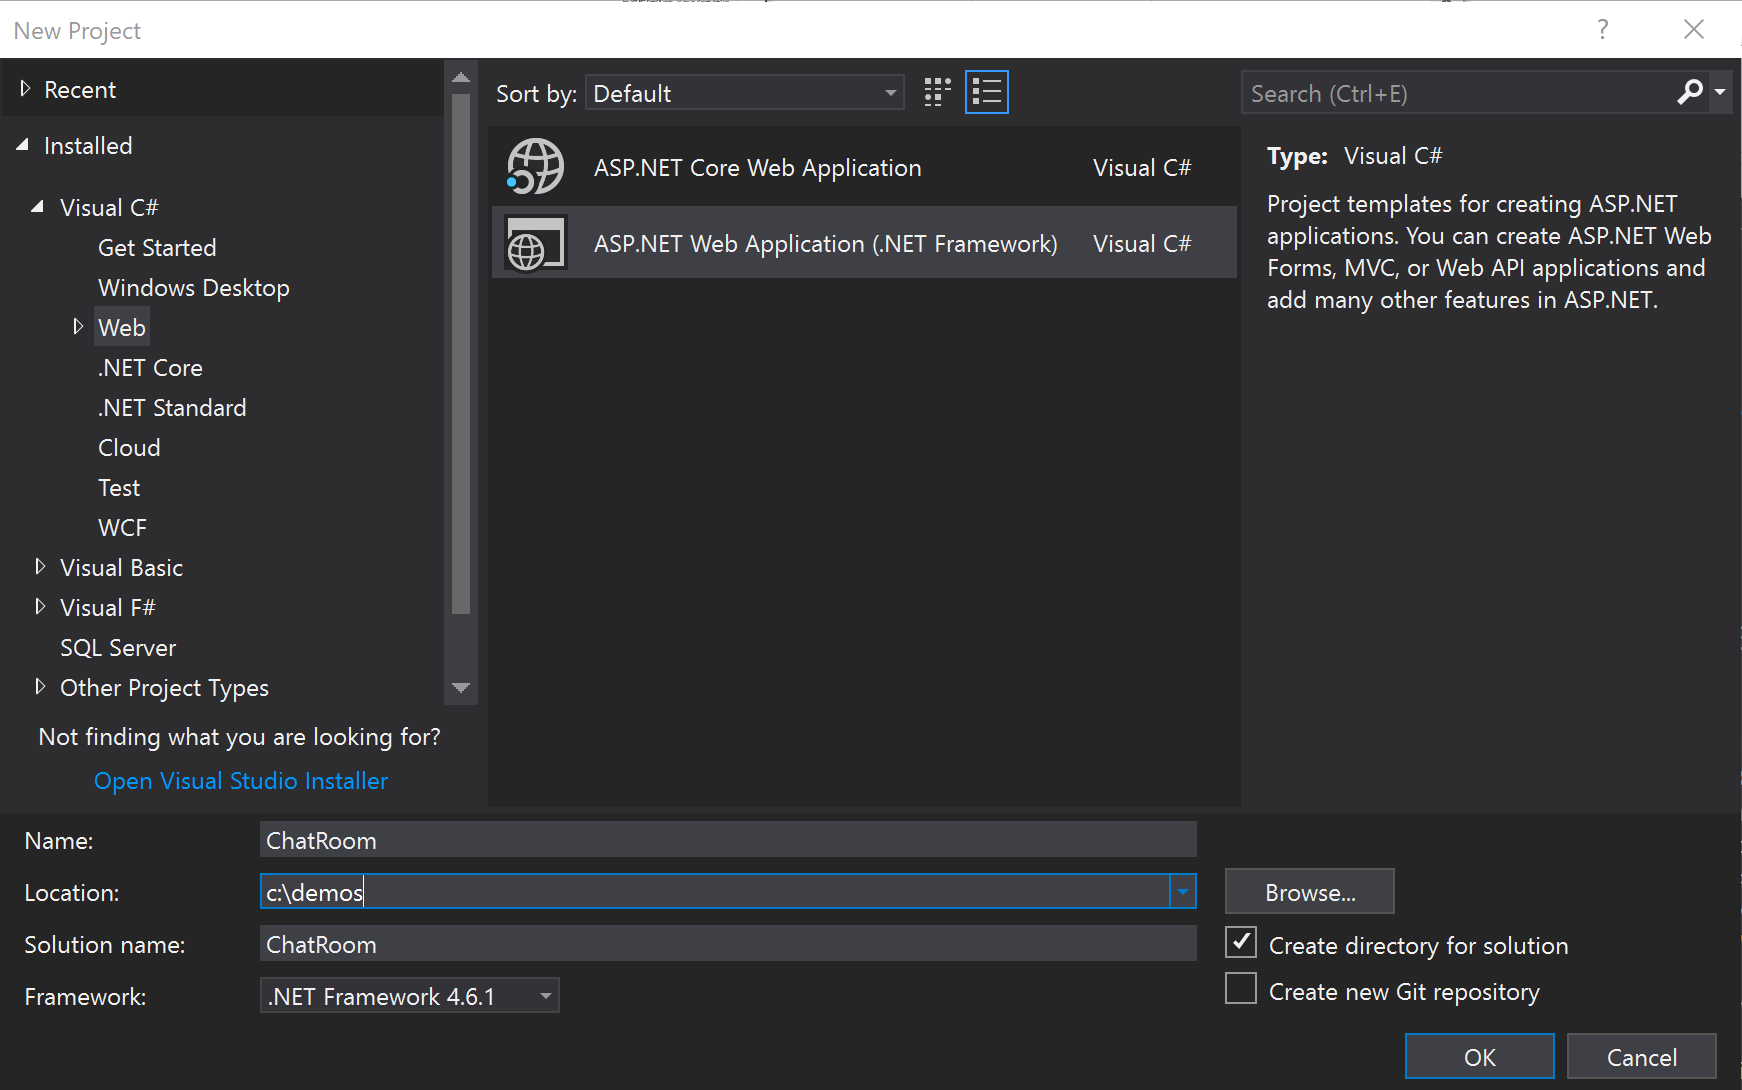 New Project
?
Recent
Installed
Visual C#
Get Started
Windows Desktop
Web
.NET Core
.NET Standard
Cloud
Test
WCF
Visual Basic
Visual F#
SQL Server
Other Project Types
Not finding what you are looking for?
Open Visual Studio Installer
Sort by: Default
ASP.NET Core Web Application Visual C#
ASP.NET Web Application (.NET Framework) Visual C#
Search (Ctrl+E)
Type: Visual C#
Project templates for creating ASP.NET
applications. You can create ASP.NET Web
Forms, MVC, or Web API applications and
add many other features in ASP.NET.
Name: ChatRoom
Location: c:\demos
Browse...
Solution name: ChatRoom
Create directory for solution
Framework: .NET Framework 4.6.1
Create new Git repository
OK Cancel